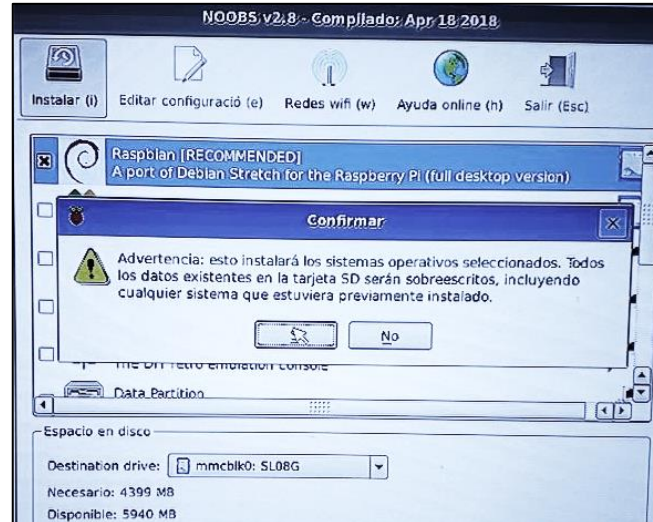 NOOBS v2.8 - Compilado: Apr 18 2018
Instalar (i)
Editar configuració (e)
Redes wifi (w)
Ayuda online (h)
Salir (Esc)
Raspbian [RECOMMENDED]
A port of Debian Stretch for the Raspberry Pi (full desktop version)
Confirmar
Advertencia: esto instalará los sistemas operativos seleccionados. Todos
los datos existentes en la tarjeta SD serán sobreescritos, incluyendo
cualquier sistema que estuviera previamente instalado.
No
retro emulation console
Data Partition
Espacio en disco
Destination drive: mmcblk0: SL08G
Necesario: 4399 MB
Disponible: 5940 MB